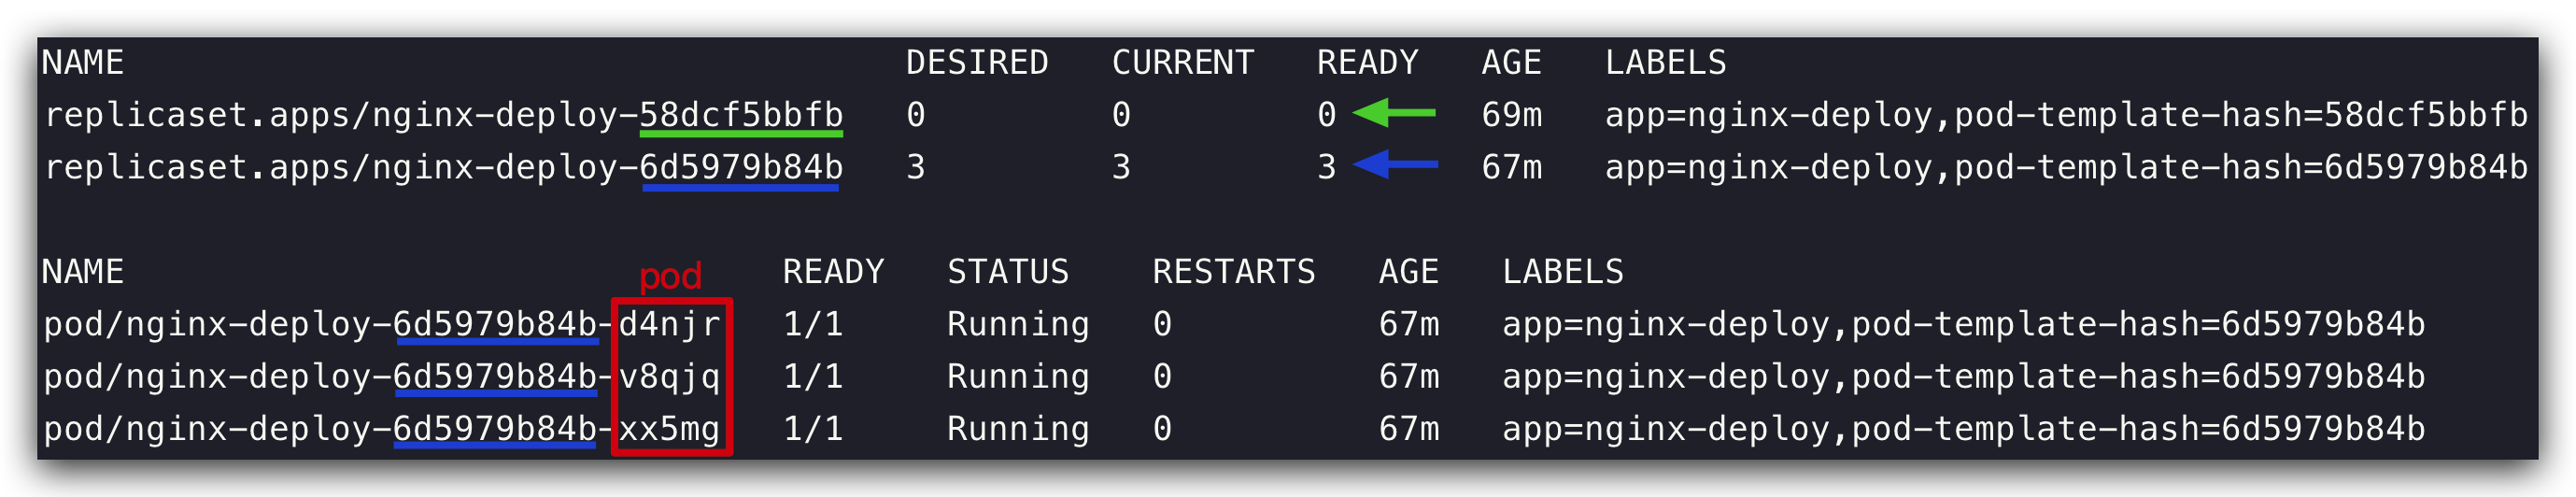 NAME DESIRED CURRENT READY AGE LABELS
replicaset.apps/nginx-deploy-58dcf5bbfb 0 0 0 69m app=nginx-deploy,pod-template-hash=58dcf5bbfb
replicaset.apps/nginx-deploy-6d5979b84b 3 3 3 67m app=nginx-deploy,pod-template-hash=6d5979b84b
NAME pod READY STATUS RESTARTS AGE LABELS
pod/nginx-deploy-6d5979b84b-d4njr 1/1 Running 0 67m app=nginx-deploy,pod-template-hash=6d5979b84b
pod/nginx-deploy-6d5979b84b-v8qjq 1/1 Running 0 67m app=nginx-deploy,pod-template-hash=6d5979b84b
pod/nginx-deploy-6d5979b84b-xx5mg 1/1 Running 0 67m app=nginx-deploy,pod-template-hash=6d5979b84b